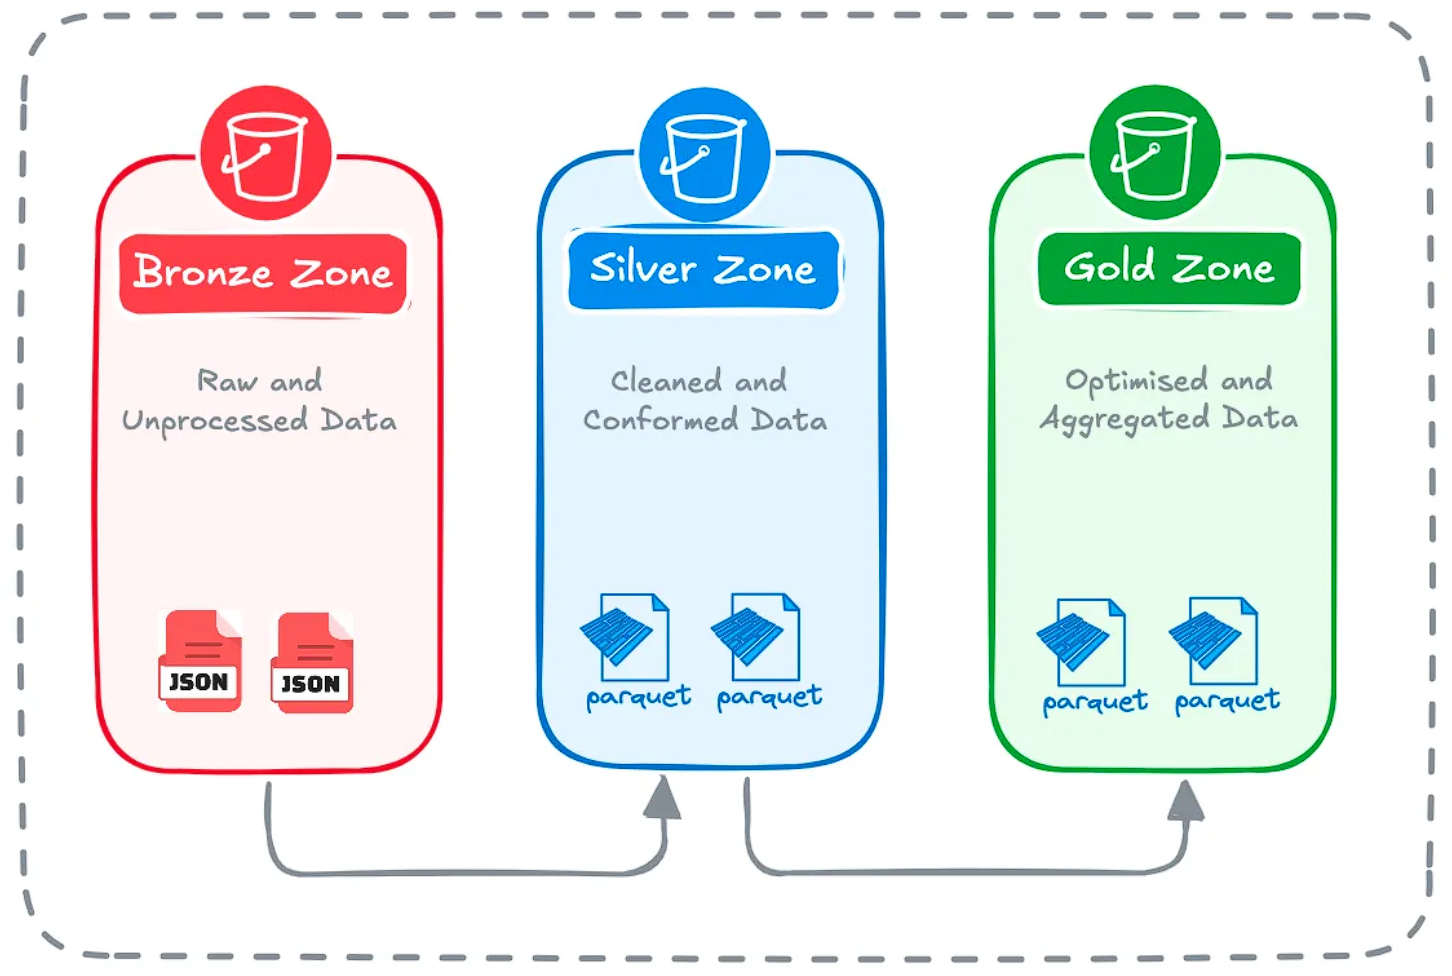 Bronze Zone
Raw and
Unprocessed Data
JSON
JSON
Silver Zone
Cleaned and
Conformed Data
parquet
parquet
Gold Zone
Optimised and
Aggregated Data
parquet
parquet